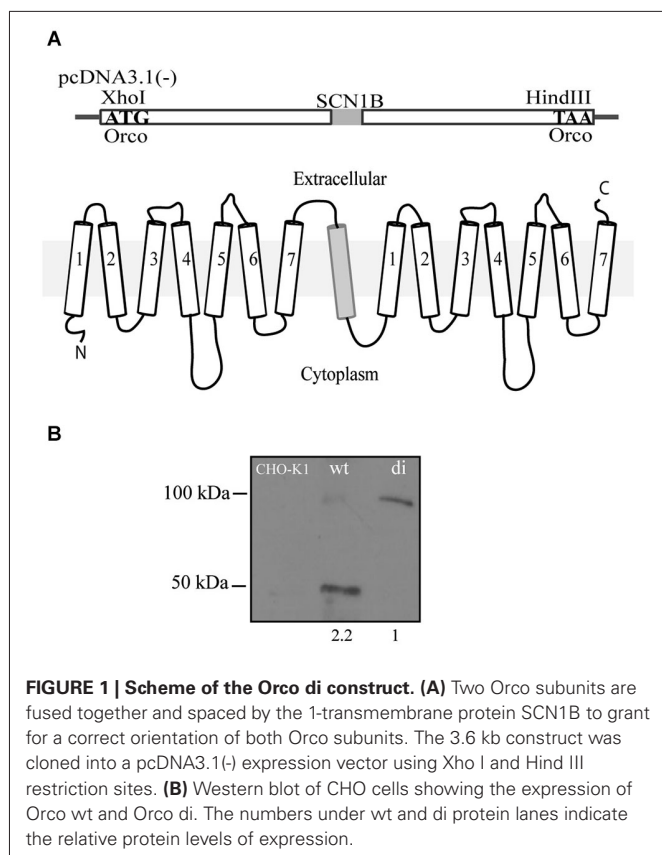 A
pcDNA3.1(-)
XhoI
SCN1B
HindIII
ATG
TAA
Orco
Orco
Extracellular
C
1 2 3 4 5 6 7 1 2 3 4 5 6 7
N
Cytoplasm
B
CHO-K1 wt di
100 kDa
50 kDa
2.2 1
FIGURE 1 | Scheme of the Orco di construct. (A) Two Orco subunits are
fused together and spaced by the 1-transmembrane protein SCN1B to grant
for a correct orientation of both Orco subunits. The 3.6 kb construct was
cloned into a pcDNA3.1(-) expression vector using Xho I and Hind III
restriction sites. (B) Western blot of CHO cells showing the expression of
Orco wt and Orco di. The numbers under wt and di protein lanes indicate
the relative protein levels of expression.